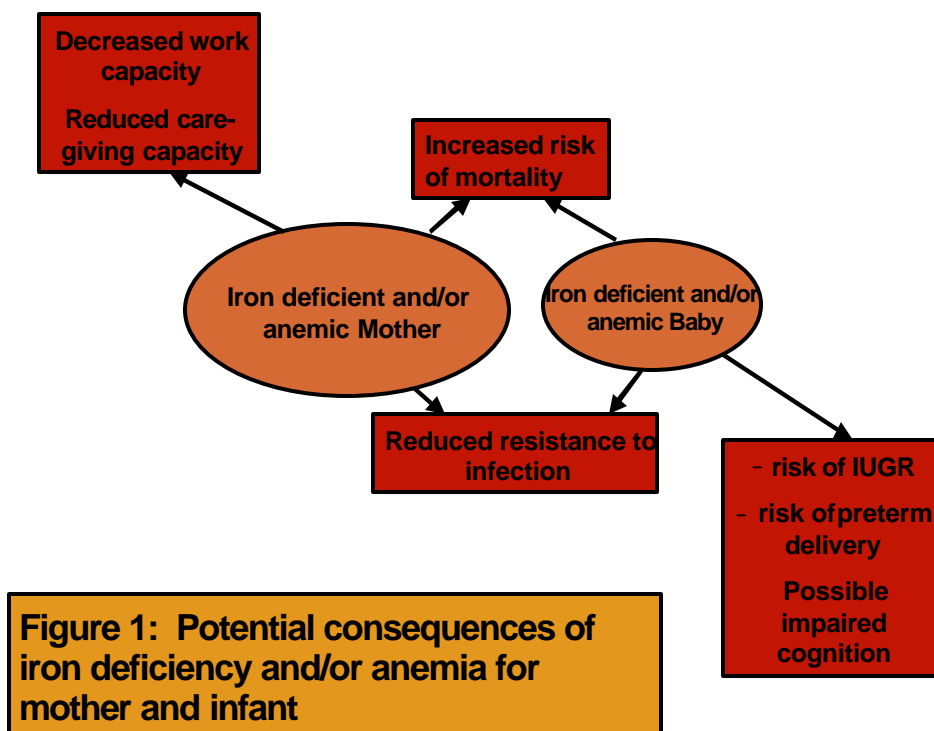 Decreased work
capacity
Reduced care-
giving capacity
Increased risk
of mortality
Iron deficient and/or
anemic Mother
Iron deficient and/or
anemic Baby
Reduced resistance to
infection
- risk of IUGR
- risk of preterm
delivery
Possible
impaired
cognition
Figure 1: Potential consequences of
iron deficiency and/or anemia for
mother and infant